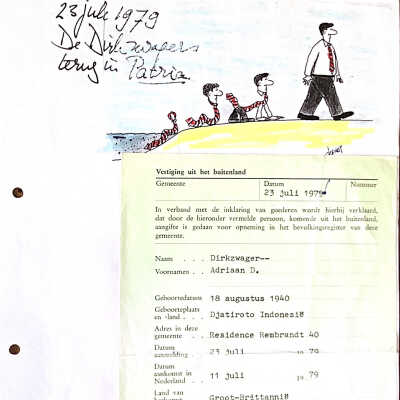 23 juli 1979
De Dirkzwagers
terug in Patria
Vestiging uit het buitenland
Gemeente Datum Nummer
23 juli 1979
In verband met de inklaring van goederen wordt hierbij verklaard,
dat door de hieronder vermelde persoon, komende uit het buitenland,
aangifte is gedaan voor opneming in het bevolkingsregister van deze
gemeente.
Naam . . . Dirkzwager--
Voornamen . . Adriaan D.
Geboortedatum 18 augustus 1940
Geboorteplaats
en -land . . . Djatiroto Indonesië
Adres in deze
gemeente . . . Residence Rembrandt 40
Datum
aanmelding . . 23 juli 19 79
Datum
aankomst in
Nederland . . 11 juli 19 79
Land van
Groot-Brittannië